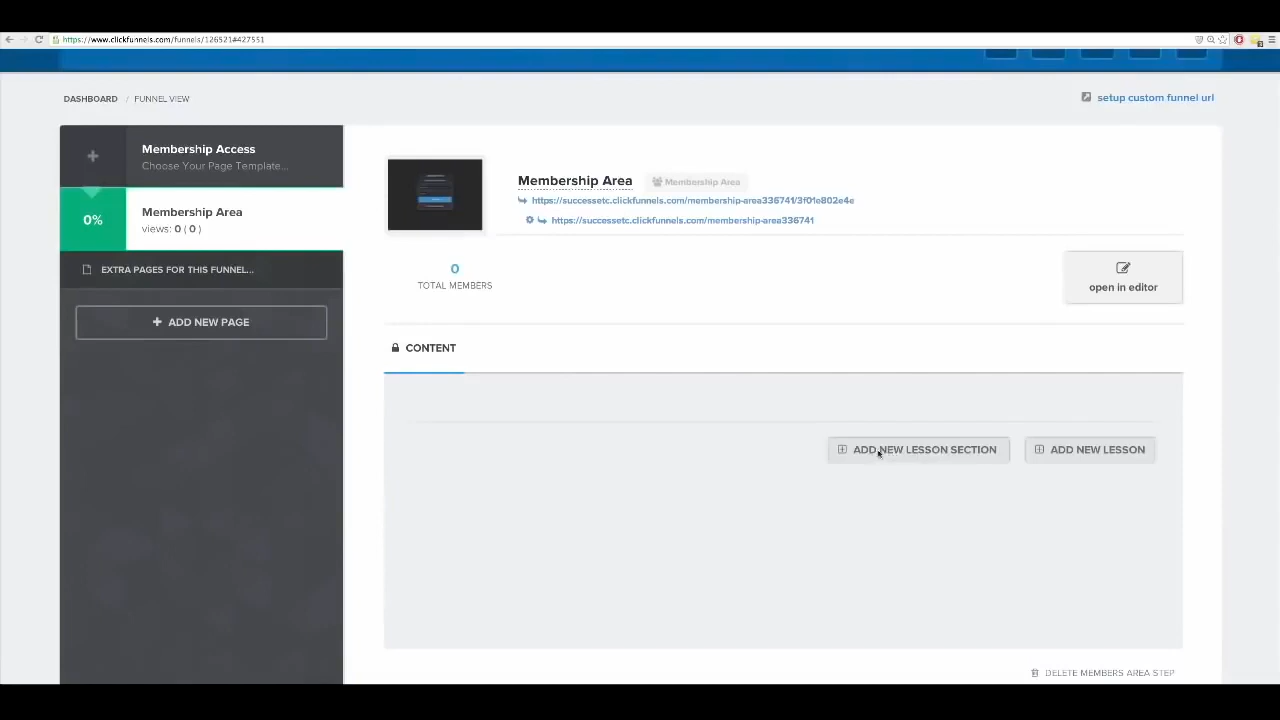 https://www.clickfunnels.com/funnels/126521#427551
DASHBOARD / FUNNEL VIEW
setup custom funnel url
Membership Access
Choose Your Page Template...
0%
Membership Area
views: 0 ( 0 )
EXTRA PAGES FOR THIS FUNNEL...
ADD NEW PAGE
Membership Area
Membership Area
https://successetc.clickfunnels.com/membership-area336741/3f01e802e4e
https://successetc.clickfunnels.com/membership-area336741
0
TOTAL MEMBERS
open in editor
CONTENT
ADD NEW LESSON SECTION
ADD NEW LESSON
DELETE MEMBERS AREA STEP